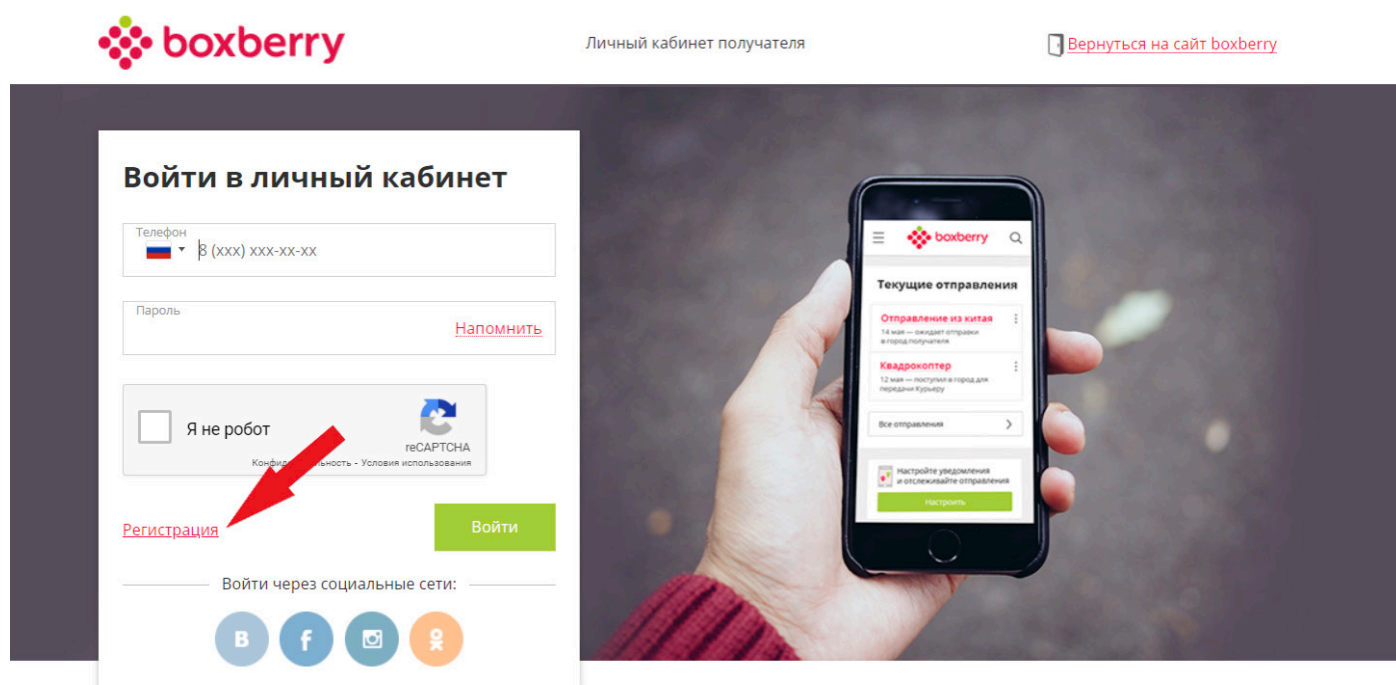 boxberry
Личный кабинет получателя
Вернуться на сайт boxberry
Войти в личный кабинет
Телефон
8 (xxx) xxx-xx-xx
Пароль
Напомнить
Я не робот
reCAPTCHA
Конфиденциальность - Условия использования
Регистрация
Войти
Войти через социальные сети:
boxberry
Текущие отправления
Отправление из китая
14 мая — ожидает отправки
в город получателя
Квадрокоптер
12 мая — поступил в город для
передачи Курьеру
Все отправления
Настройте уведомления
и отслеживайте отправления
Настроить